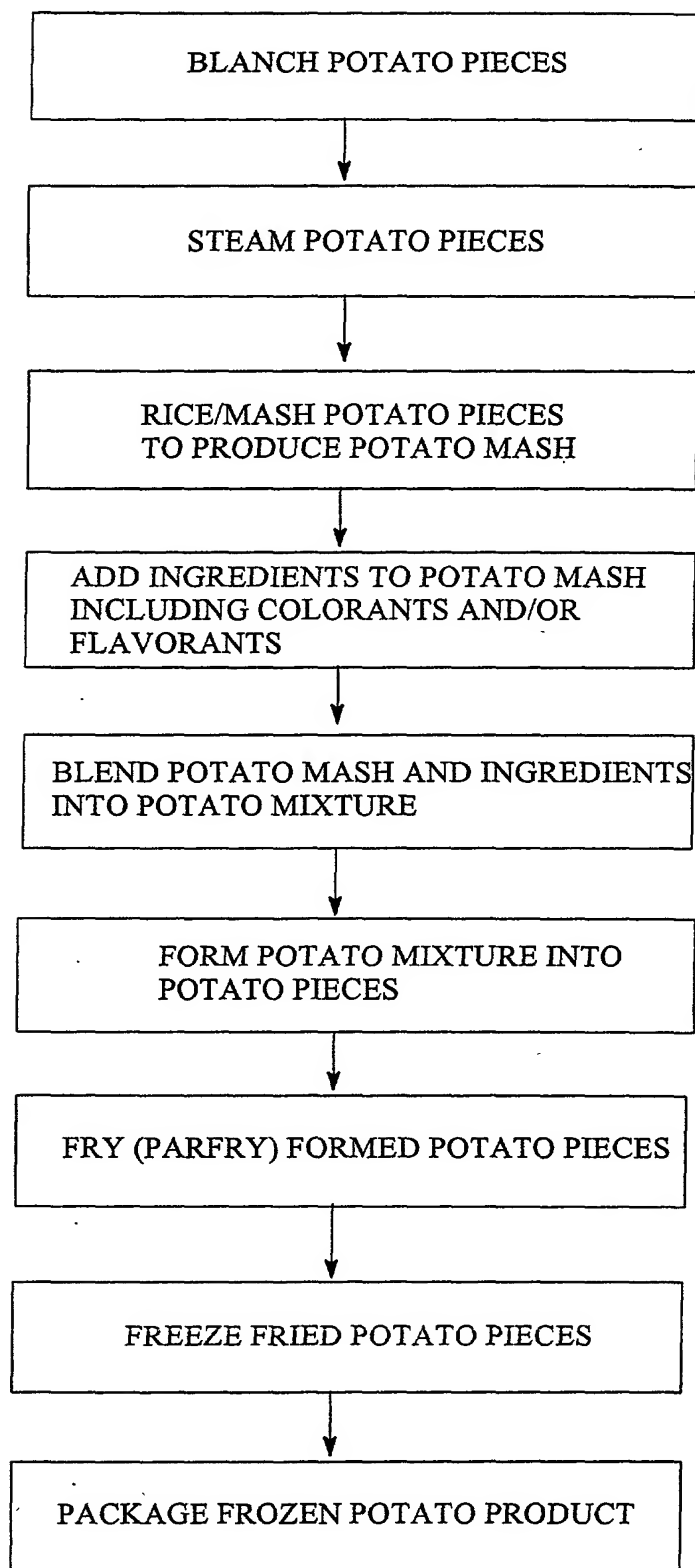 BLANCH POTATO PIECES
STEAM POTATO PIECES
RICE/MASH POTATO PIECES
TO PRODUCE POTATO MASH
ADD INGREDIENTS TO POTATO MASH
INCLUDING COLORANTS AND/OR
FLAVORANTS
BLEND POTATO MASH AND INGREDIENTS
INTO POTATO MIXTURE
FORM POTATO MIXTURE INTO
POTATO PIECES
FRY (PARFRY) FORMED POTATO PIECES
FREEZE FRIED POTATO PIECES
PACKAGE FROZEN POTATO PRODUCT